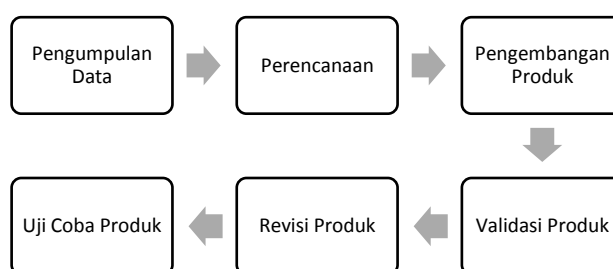 Pengumpulan
Data
Perencanaan
Pengembangan
Produk
Validasi Produk
Revisi Produk
Uji Coba Produk